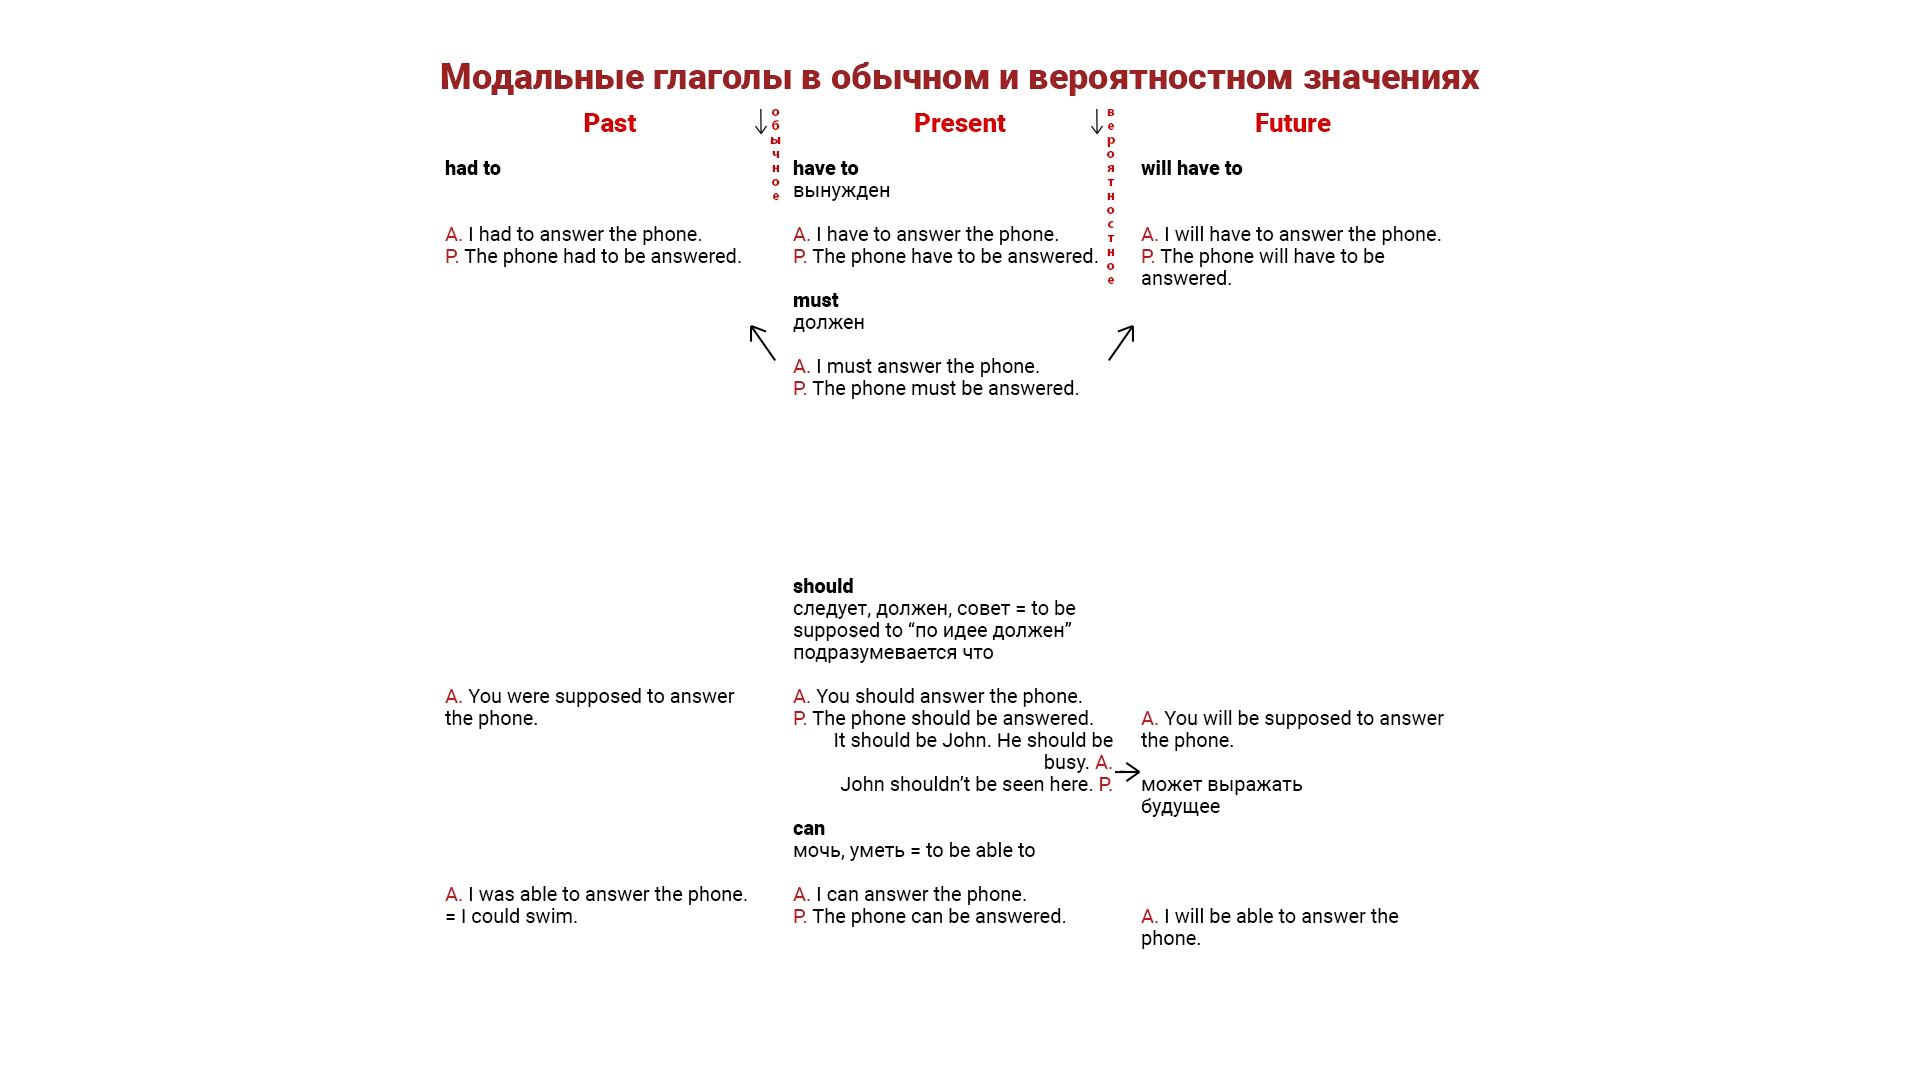 Модальные глаголы в обычном и вероятностном значениях
Past
обычное
Present
вероятностное
Future
had to
have to
will have to
вынужден
A. I had to answer the phone.
A. I have to answer the phone.
A. I will have to answer the phone.
P. The phone had to be answered.
P. The phone have to be answered.
P. The phone will have to be
answered.
must
должен
A. I must answer the phone.
P. The phone must be answered.
should
следует, должен, совет = to be
supposed to “по идее должен”
подразумевается что
A. You were supposed to answer
the phone.
A. You should answer the phone.
P. The phone should be answered.
It should be John. He should be
busy. A.
John shouldn’t be seen here. P.
A. You will be supposed to answer
the phone.
может выражать
будущее
can
мочь, уметь = to be able to
A. I was able to answer the phone.
= I could swim.
A. I can answer the phone.
P. The phone can be answered.
A. I will be able to answer the
phone.